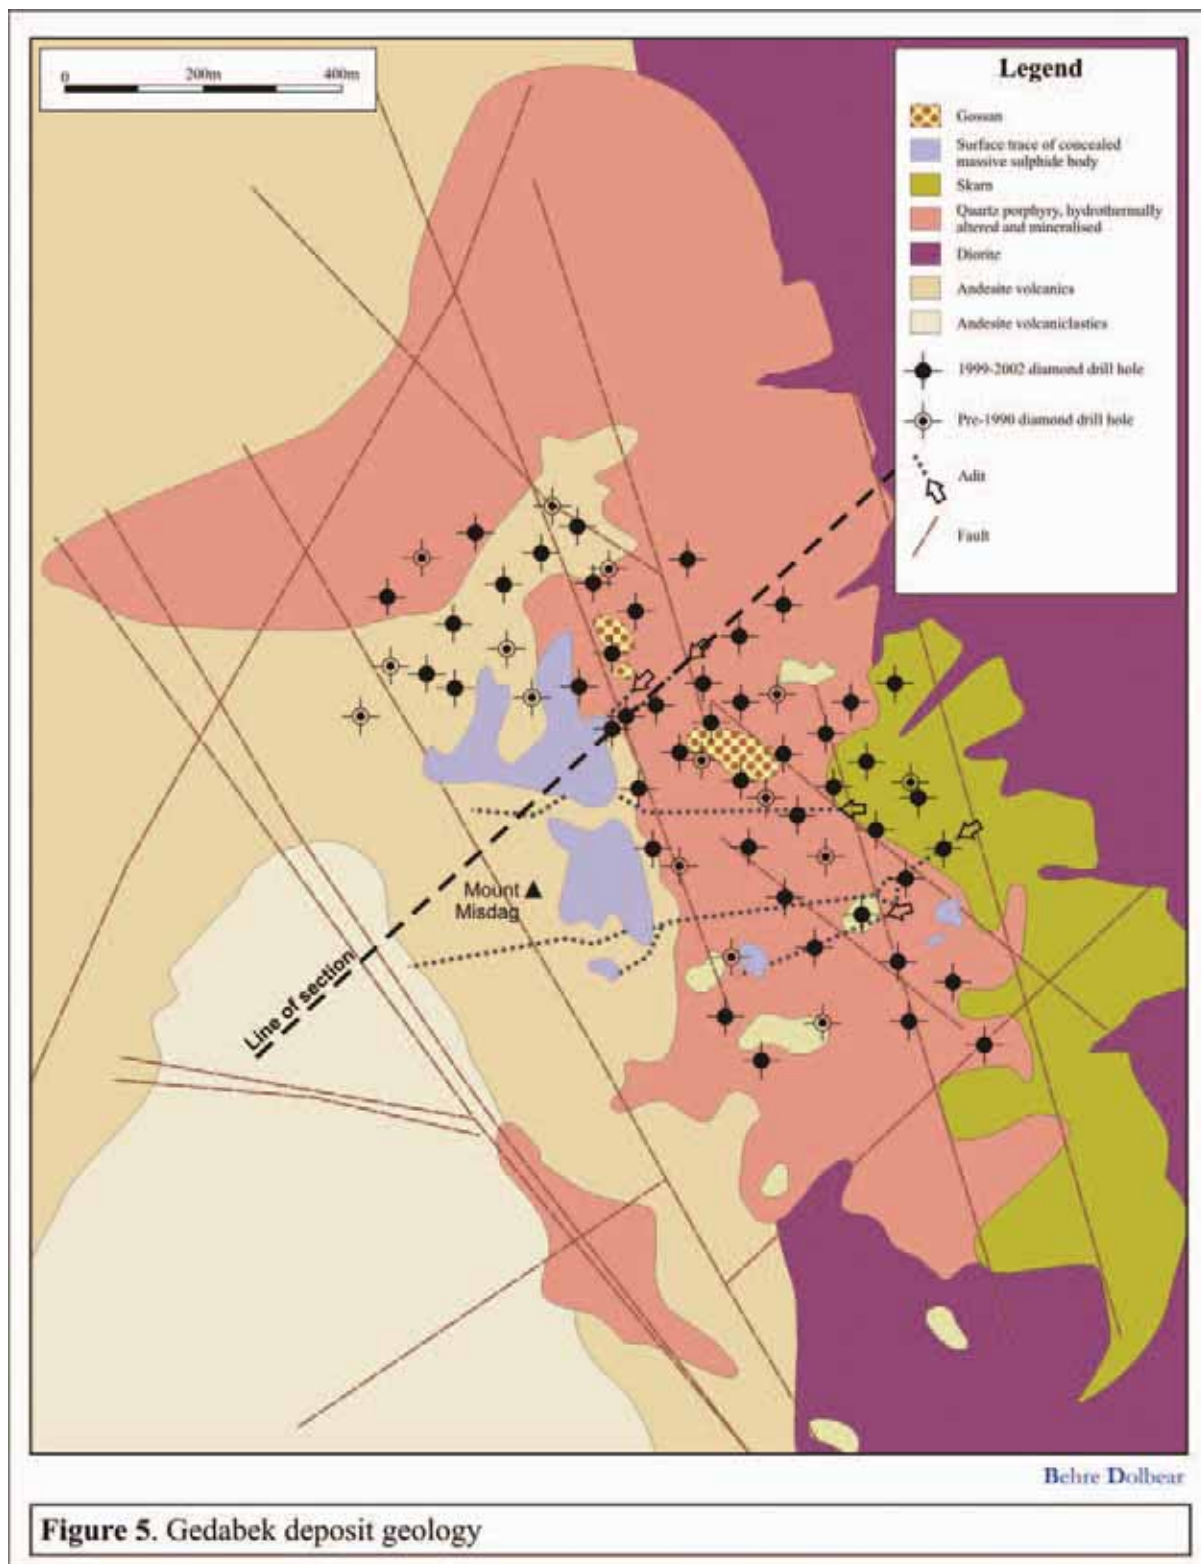 0 200m 400m
Legend
Gossan
Surface trace of concealed
massive sulphide body
Skarn
Quartz porphyry, hydrothermally
altered and mineralised
Diorite
Andesite volcanics
Andesite volcaniclastics
1999-2002 diamond drill hole
Pre-1990 diamond drill hole
Adit
Fault
Mount
Misdag
Line of section
Behre Dolbear
Figure 5. Gedabek deposit geology